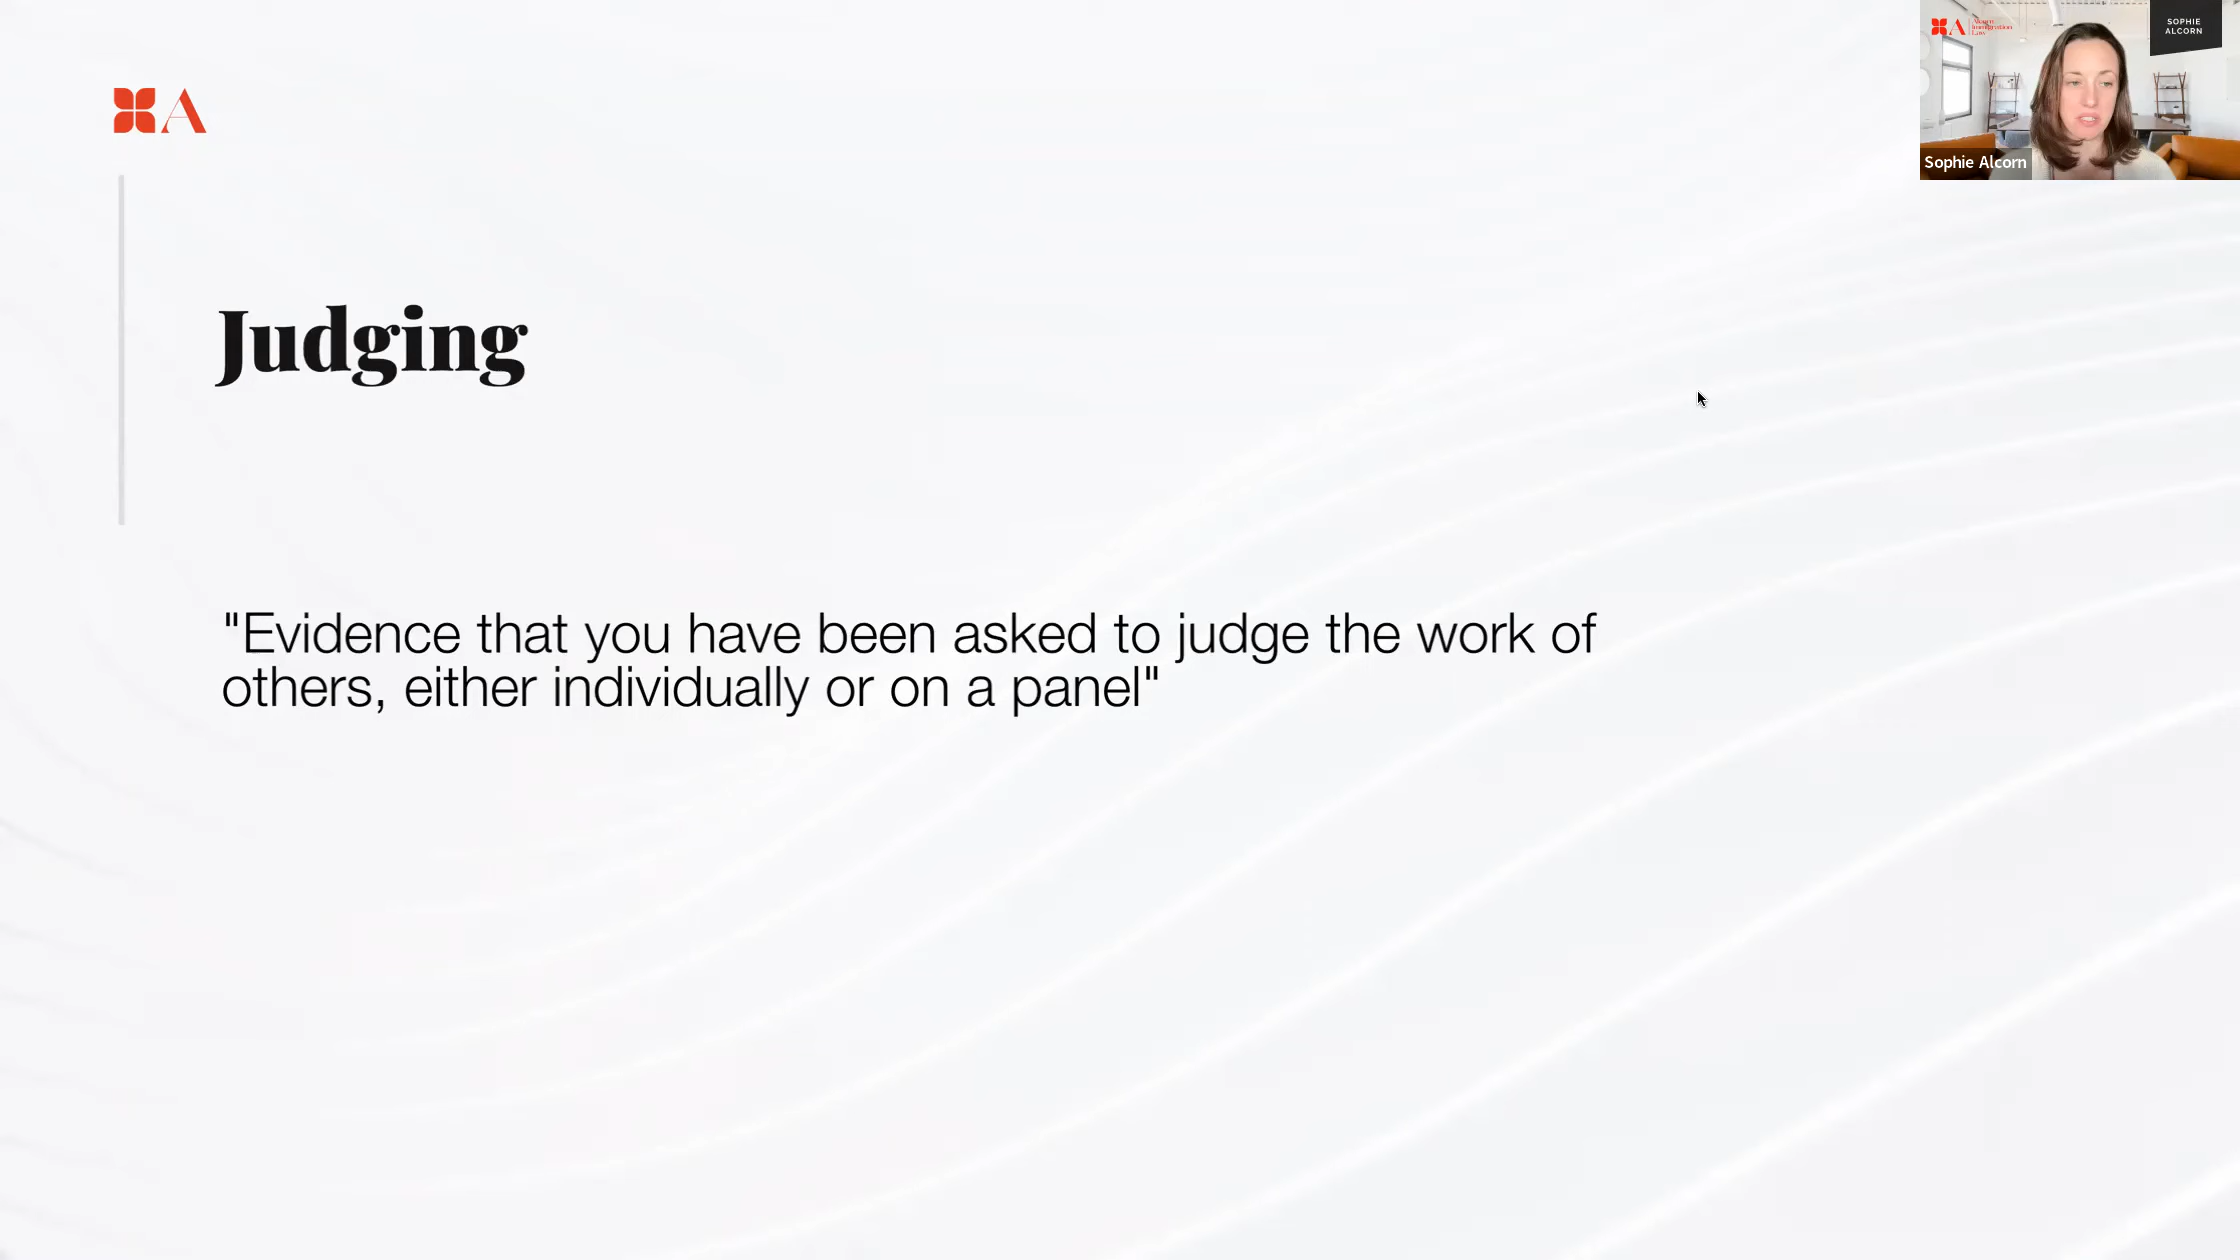 A
Judging
"Evidence that you have been asked to judge the work of
others, either individually or on a panel"
A
SOPHIE
ALCORN
Sophie Alcorn